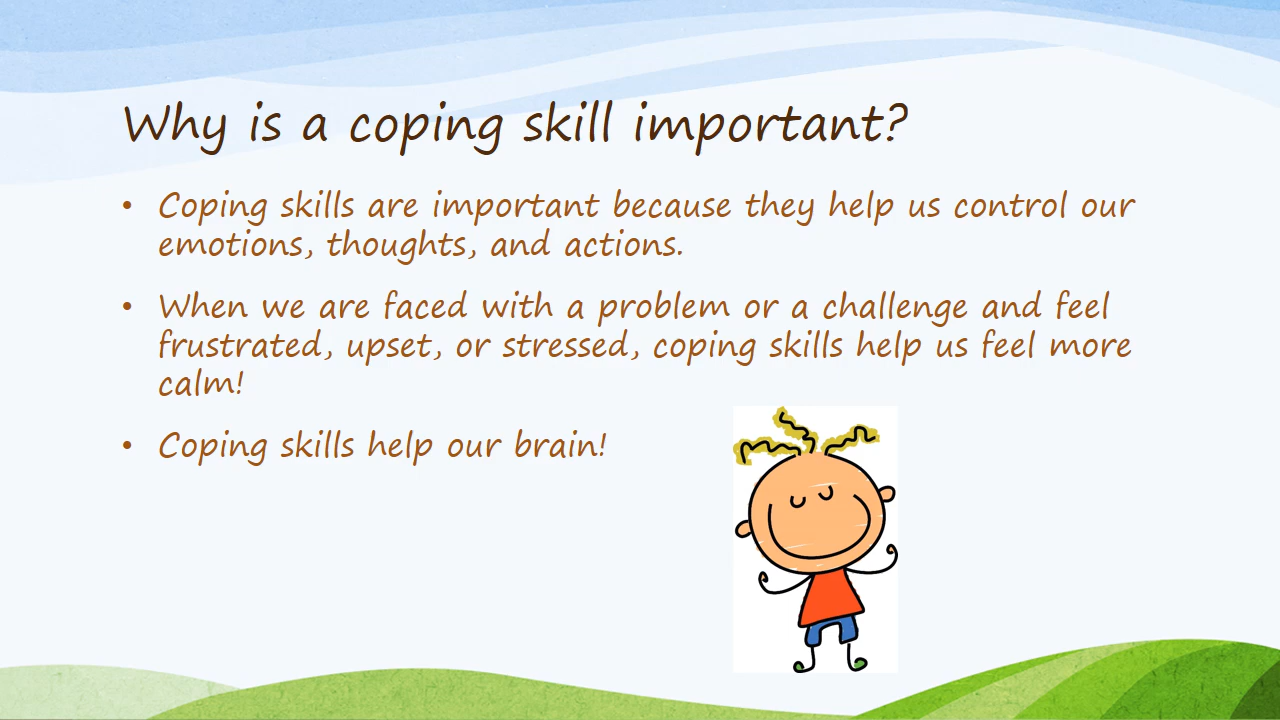 Why is a coping skill important?
• Coping skills are important because they help us control our
emotions, thoughts, and actions.
• When we are faced with a problem or a challenge and feel
frustrated, upset, or stressed, coping skills help us feel more
calm!
• Coping skills help our brain!